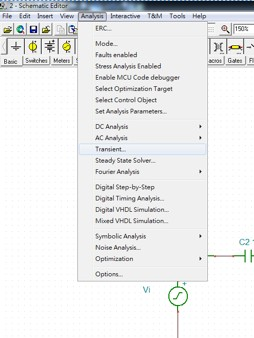 2 - Schematic Editor
File Edit Insert View Analysis Interactive T&M Tools Help
150%
Basic Switches Meters Gates
ERC...
Mode...
Faults enabled
Stress Analysis Enabled
Enable MCU Code debugger
Select Optimization Target
Select Control Object
Set Analysis Parameters...
DC Analysis
AC Analysis
Transient...
Steady State Solver...
Fourier Analysis
Digital Step-by-Step
Digital Timing Analysis...
Digital VHDL Simulation...
Mixed VHDL Simulation...
Symbolic Analysis
Noise Analysis...
Optimization
Options...
C2
Vi
+